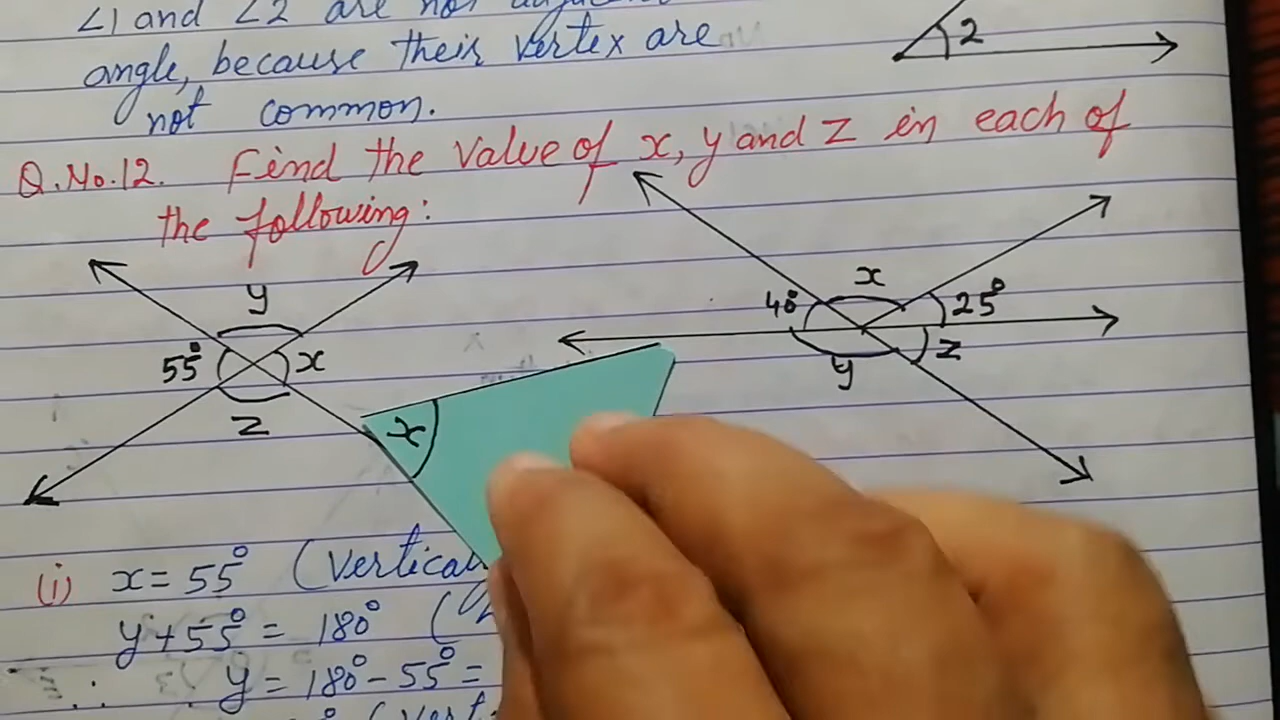 ∠1 and ∠2 are not
angle, because their vertex are
not common.
2
Q.No.12. Find the value of x, y and z in each of
the following:
y
55°
x
z
x
40°
x
25°
y
z
(i) x = 55° (Vertical
y + 55° = 180°
∴ y = 180° - 55° =
(vert.